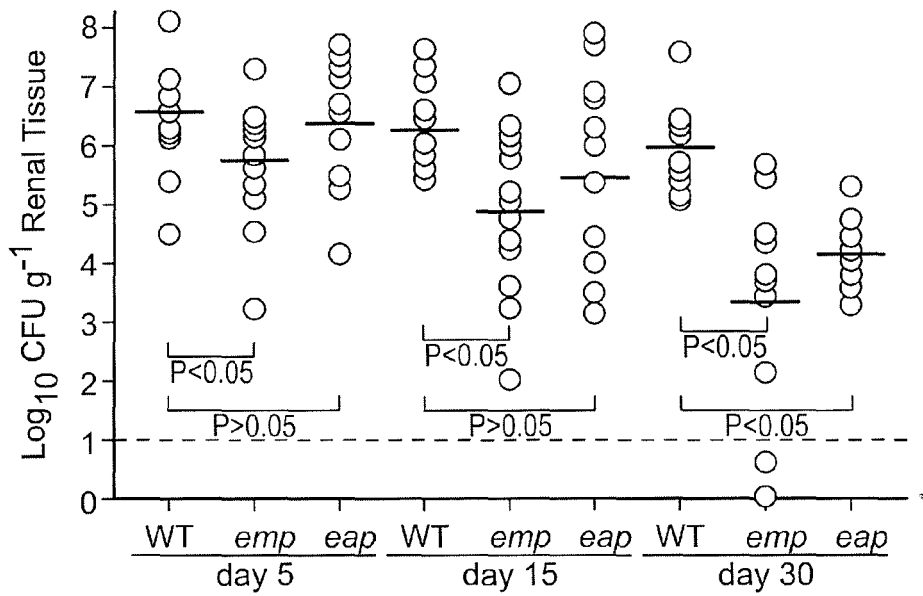 Log10 CFU g-1 Renal Tissue
8
7
6
5
4
3
2
1
0
P<0.05
P>0.05
P<0.05
P>0.05
P<0.05
P<0.05
WT emp eap WT emp eap WT emp eap
day 5 day 15 day 30